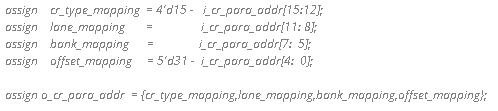 assign cr_type_mapping = 4'd15 - i_cr_para_addr[15:12];
assign lane_mapping = i_cr_para_addr[11: 8];
assign bank_mapping = i_cr_para_addr[7: 5];
assign offset_mapping = 5'd31 - i_cr_para_addr[4: 0];
assign o_cr_para_addr = {cr_type_mapping,lane_mapping,bank_mapping,offset_mapping};